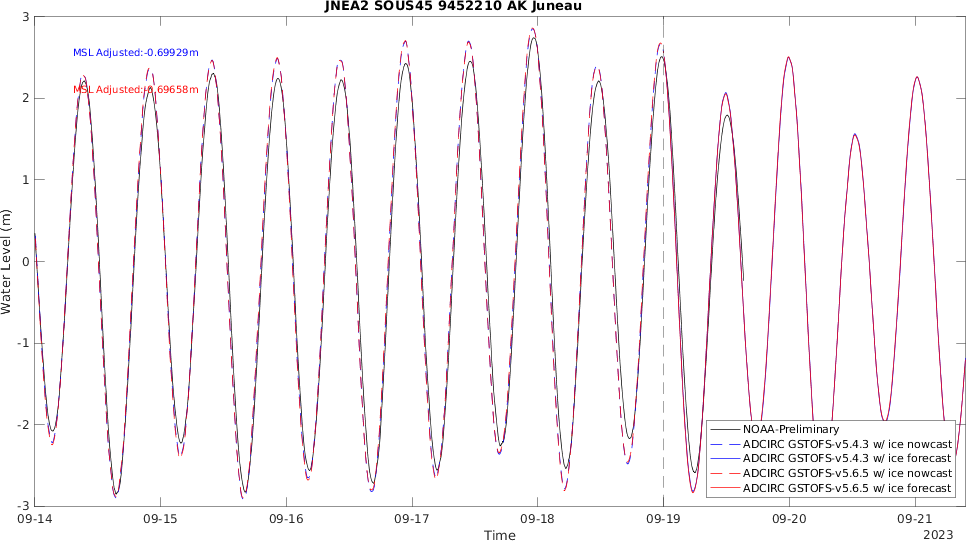 JNEA2 SOUS45 9452210 AK Juneau
3
MSL Adjusted:-0.69929m
MSL Adjusted:-0.69658m
2
1
0
-1
-2
-3
Water Level (m)
NOAA-Preliminary
ADCIRC GSTOFS-v5.4.3 w/ ice nowcast
ADCIRC GSTOFS-v5.4.3 w/ ice forecast
ADCIRC GSTOFS-v5.6.5 w/ ice nowcast
ADCIRC GSTOFS-v5.6.5 w/ ice forecast
09-14 09-15 09-16 09-17 09-18 09-19 09-20 09-21
Time
2023